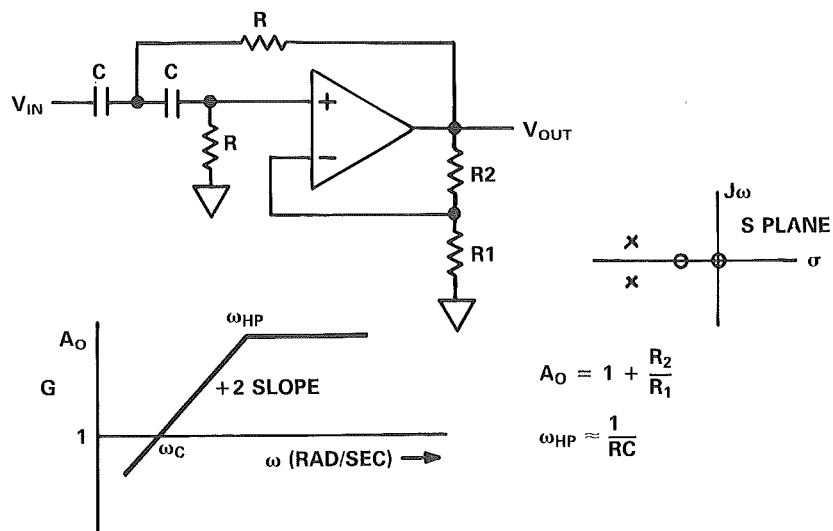 R
C C
V_IN
+
R
−
V_OUT
R2
R1
Jω
S PLANE
σ
ω_HP
A_O
G
+2 SLOPE
1
ω_C
ω (RAD/SEC) →
A_O = 1 + R_2/R_1
ω_HP ≈ 1/RC